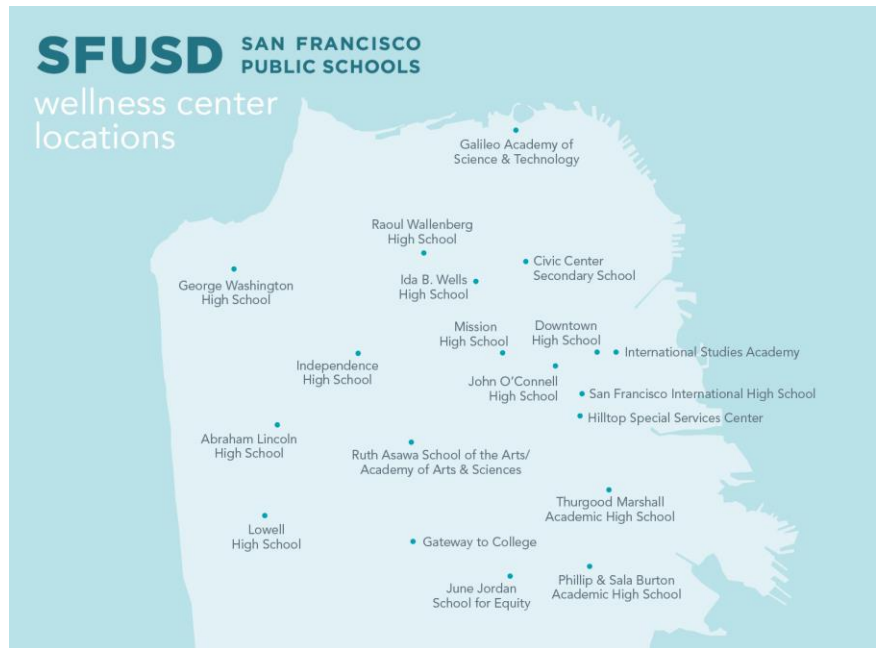 SFUSD SAN FRANCISCO
PUBLIC SCHOOLS
wellness center
locations
Galileo Academy of
Science & Technology
Raoul Wallenberg
High School
Civic Center
Secondary School
George Washington
High School
Ida B. Wells
High School
Mission
High School
Downtown
High School
International Studies Academy
Independence
High School
John O'Connell
High School
San Francisco International High School
Hilltop Special Services Center
Abraham Lincoln
High School
Ruth Asawa School of the Arts/
Academy of Arts & Sciences
Thurgood Marshall
Academic High School
Lowell
High School
Gateway to College
June Jordan
School for Equity
Phillip & Sala Burton
Academic High School